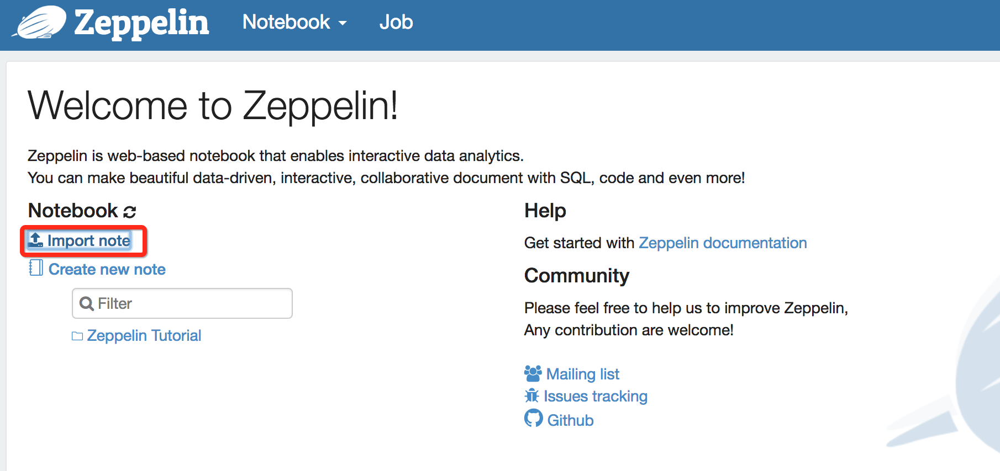 Zeppelin Notebook Job
Welcome to Zeppelin!
Zeppelin is web-based notebook that enables interactive data analytics.
You can make beautiful data-driven, interactive, collaborative document with SQL, code and even more!
Notebook
Import note
Create new note
Filter
Zeppelin Tutorial
Help
Get started with Zeppelin documentation
Community
Please feel free to help us to improve Zeppelin,
Any contribution are welcome!
Mailing list
Issues tracking
Github